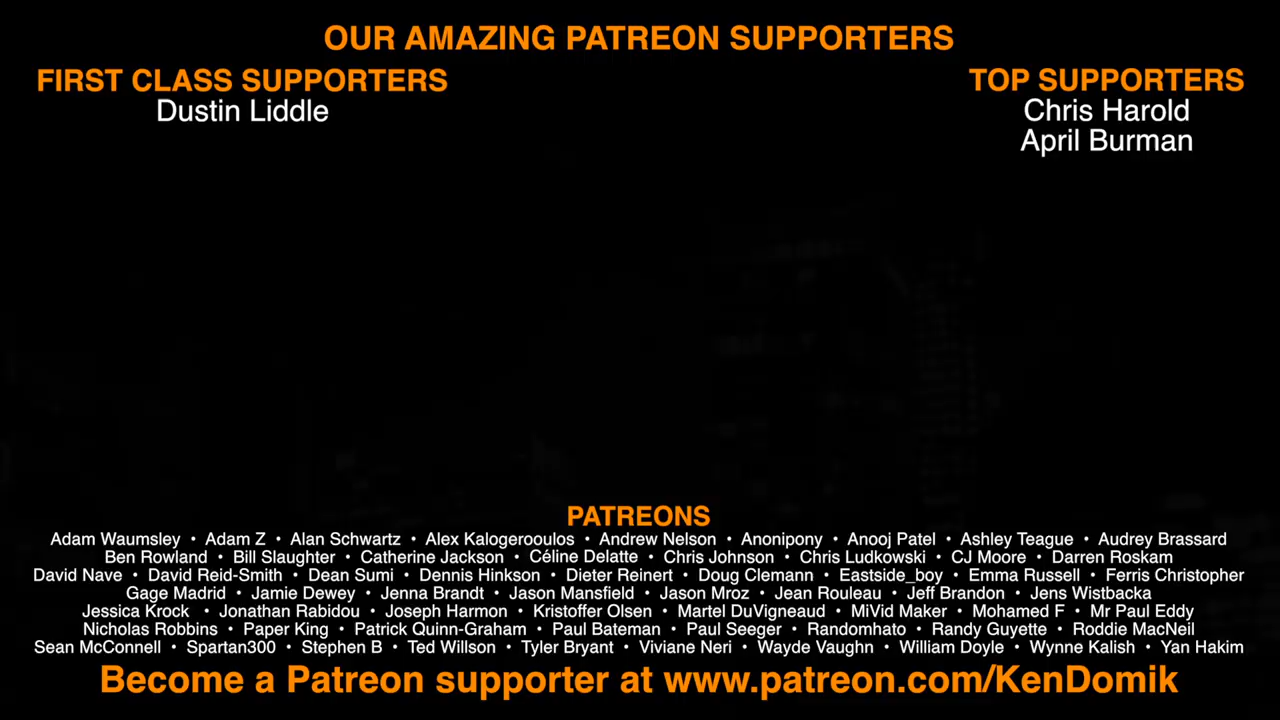 OUR AMAZING PATREON SUPPORTERS
FIRST CLASS SUPPORTERS
Dustin Liddle
TOP SUPPORTERS
Chris Harold
April Burman
PATREONS
Adam Waumsley • Adam Z • Alan Schwartz • Alex Kalogerooulos • Andrew Nelson • Anonipony • Anooj Patel • Ashley Teague • Audrey Brassard
Ben Rowland • Bill Slaughter • Catherine Jackson • Céline Delatte • Chris Johnson • Chris Ludkowski • CJ Moore • Darren Roskam
David Nave • David Reid-Smith • Dean Sumi • Dennis Hinkson • Dieter Reinert • Doug Clemann • Eastside_boy • Emma Russell • Ferris Christopher
Gage Madrid • Jamie Dewey • Jenna Brandt • Jason Mansfield • Jason Mroz • Jean Rouleau • Jeff Brandon • Jens Wistbacka
Jessica Krock • Jonathan Rabidou • Joseph Harmon • Kristoffer Olsen • Martel DuVigneaud • MiVid Maker • Mohamed F • Mr Paul Eddy
Nicholas Robbins • Paper King • Patrick Quinn-Graham • Paul Bateman • Paul Seeger • Randomhato • Randy Guyette • Roddie MacNeil
Sean McConnell • Spartan300 • Stephen B • Ted Willson • Tyler Bryant • Viviane Neri • Wayde Vaughn • William Doyle • Wynne Kalish • Yan Hakim
Become a Patreon supporter at www.patreon.com/KenDomik